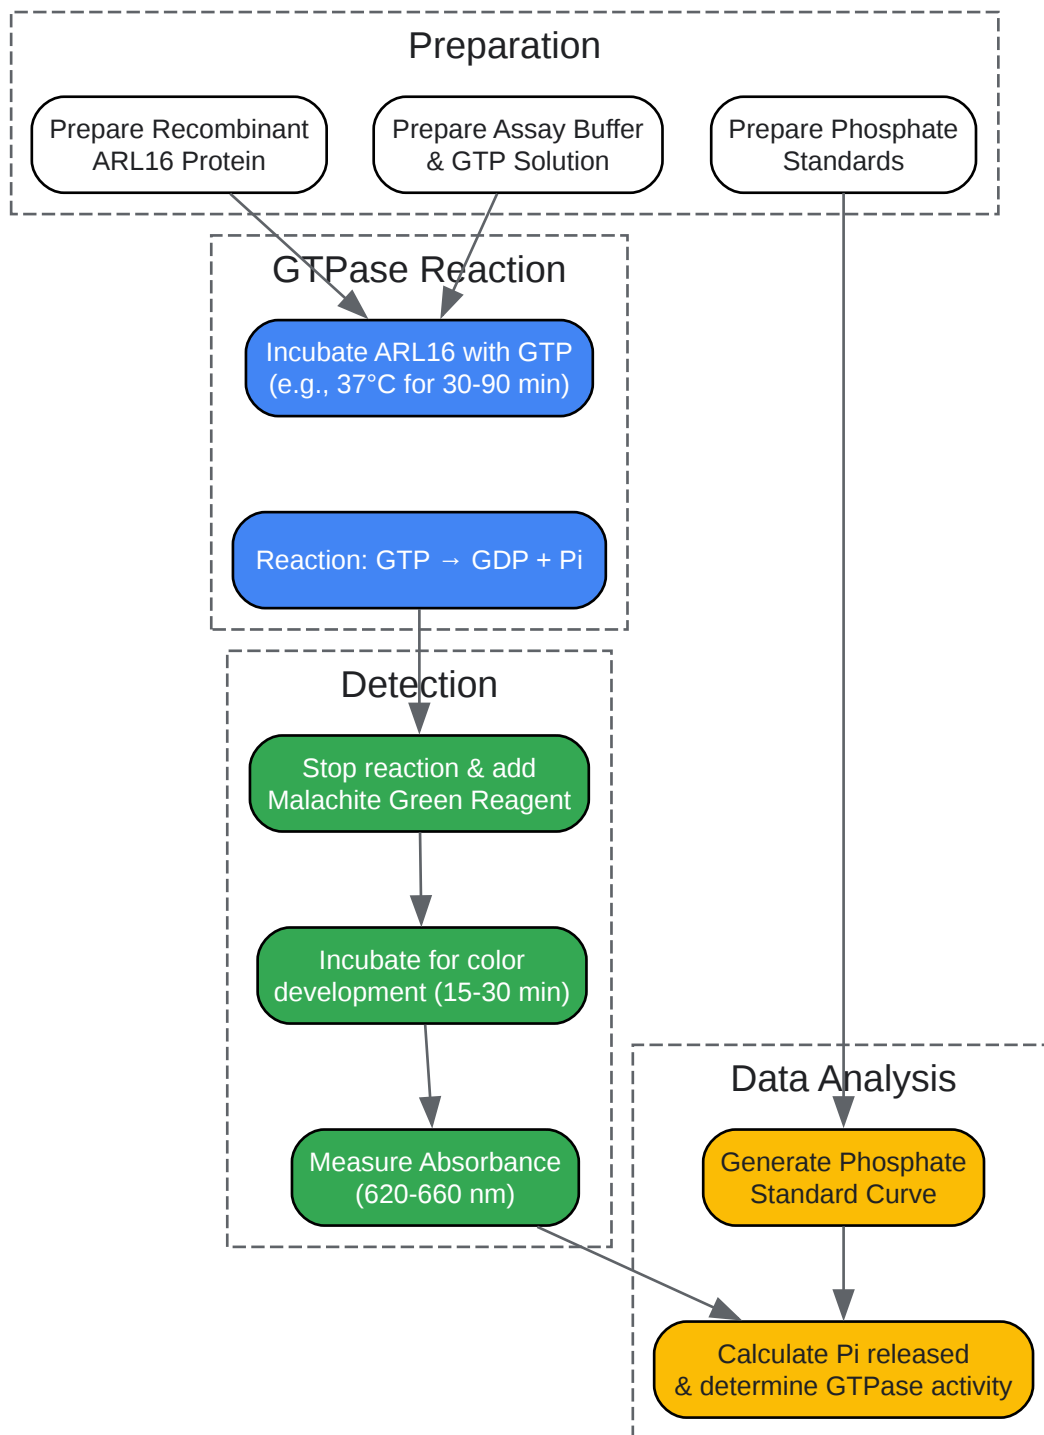 Preparation
Prepare Recombinant
ARL16 Protein
Prepare Assay Buffer
& GTP Solution
Prepare Phosphate
Standards
GTPase Reaction
Incubate ARL16 with GTP
(e.g., 37°C for 30-90 min)
Reaction: GTP → GDP + Pi
Detection
Stop reaction & add
Malachite Green Reagent
Incubate for color
development (15-30 min)
Measure Absorbance
(620-660 nm)
Data Analysis
Generate Phosphate
Standard Curve
Calculate Pi released
& determine GTPase activity